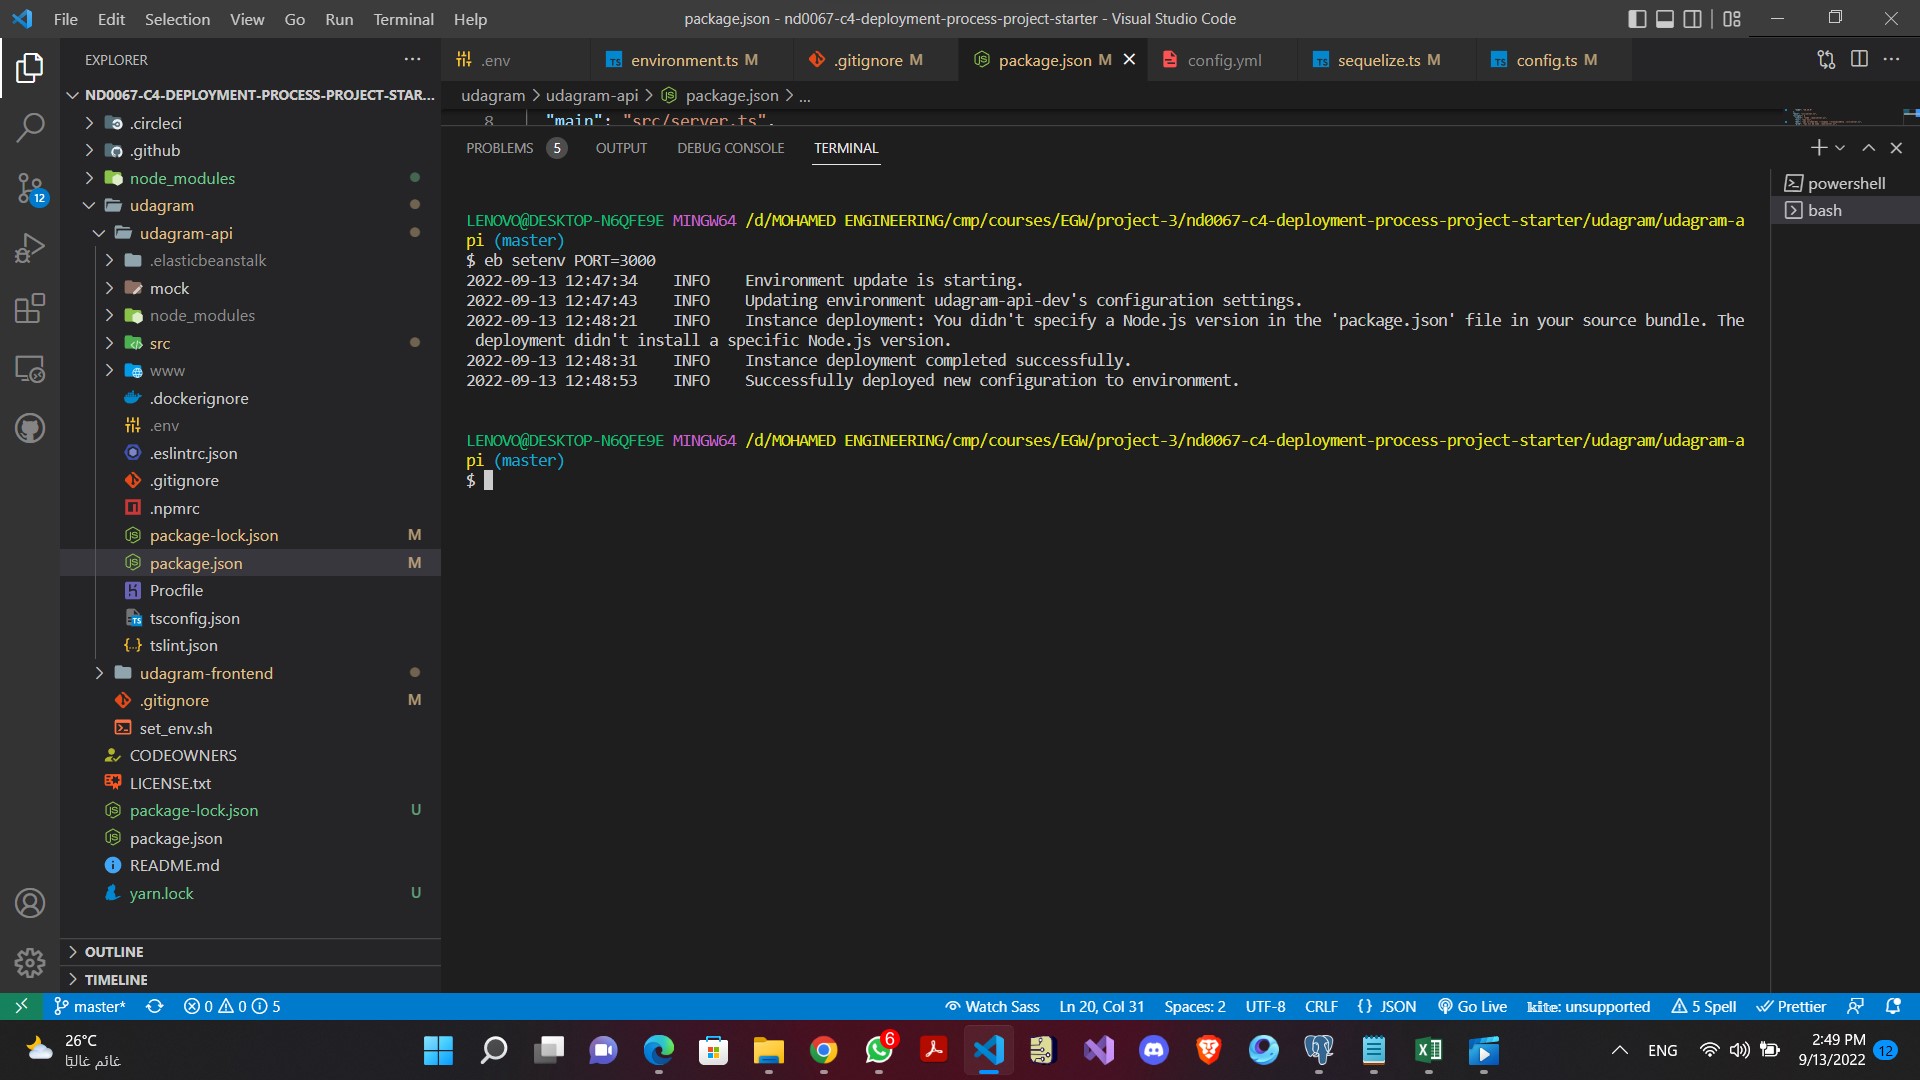 File Edit Selection View Go Run Terminal Help
package.json - nd0067-c4-deployment-process-project-starter - Visual Studio Code
EXPLORER
ND0067-C4-DEPLOYMENT-PROCESS-PROJECT-STAR...
.circleci
.github
node_modules
udagram
udagram-api
.elasticbeanstalk
mock
node_modules
src
www
.dockerignore
.env
.eslintrc.json
.gitignore
.npmrc
package-lock.json M
package.json M
Procfile
tsconfig.json
tslint.json
udagram-frontend
.gitignore M
set_env.sh
CODEOWNERS
LICENSE.txt
package-lock.json U
package.json
README.md
yarn.lock U
OUTLINE
TIMELINE
12
.env
environment.ts M
.gitignore M
package.json M
config.yml
sequelize.ts M
config.ts M
udagram > udagram-api > package.json > ...
8 "main": "src/server.ts",
PROBLEMS 5 OUTPUT DEBUG CONSOLE TERMINAL
powershell
bash
LENOVO@DESKTOP-N6QFE9E MINGW64 /d/MOHAMED ENGINEERING/cmp/courses/EGW/project-3/nd0067-c4-deployment-process-project-starter/udagram/udagram-a
pi (master)
$ eb setenv PORT=3000
2022-09-13 12:47:34 INFO Environment update is starting.
2022-09-13 12:47:43 INFO Updating environment udagram-api-dev's configuration settings.
2022-09-13 12:48:21 INFO Instance deployment: You didn't specify a Node.js version in the 'package.json' file in your source bundle. The
deployment didn't install a specific Node.js version.
2022-09-13 12:48:31 INFO Instance deployment completed successfully.
2022-09-13 12:48:53 INFO Successfully deployed new configuration to environment.
LENOVO@DESKTOP-N6QFE9E MINGW64 /d/MOHAMED ENGINEERING/cmp/courses/EGW/project-3/nd0067-c4-deployment-process-project-starter/udagram/udagram-a
pi (master)
$
master* 0 0 5
Watch Sass Ln 20, Col 31 Spaces: 2 UTF-8 CRLF {} JSON Go Live kite: unsupported 5 Spell Prettier
26°C
غائم غالبًا
6
ENG
2:49 PM
9/13/2022
12